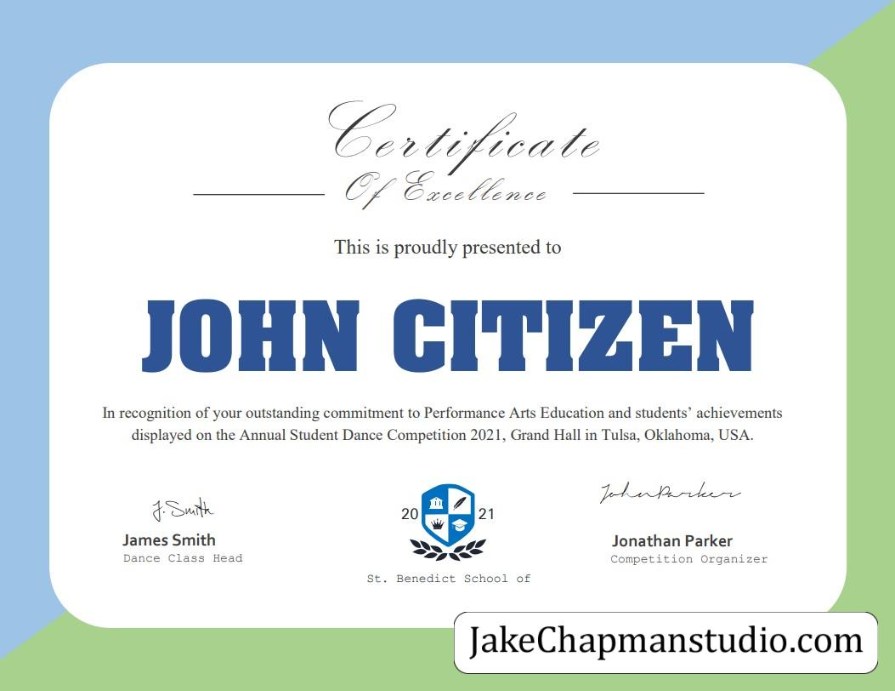 Certificate
Of Excellence
This is proudly presented to
JOHN CITIZEN
In recognition of your outstanding commitment to Performance Arts Education and students’ achievements
displayed on the Annual Student Dance Competition 2021, Grand Hall in Tulsa, Oklahoma, USA.
J. Smith
James Smith
Dance Class Head
20 21
St. Benedict School of
John Parker
Jonathan Parker
Competition Organizer
JakeChapmanstudio.com